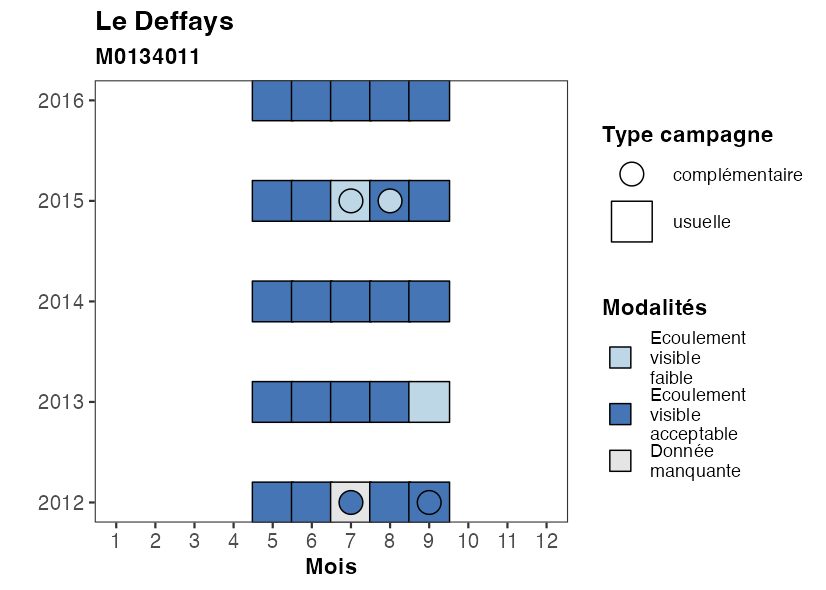 Le Deffays
M0134011
2016
2015
2014
2013
2012
1 2 3 4 5 6 7 8 9 10 11 12
Mois
Type campagne
complémentaire
usuelle
Modalités
Ecoulement
visible
faible
Ecoulement
visible
acceptable
Donnée
manquante